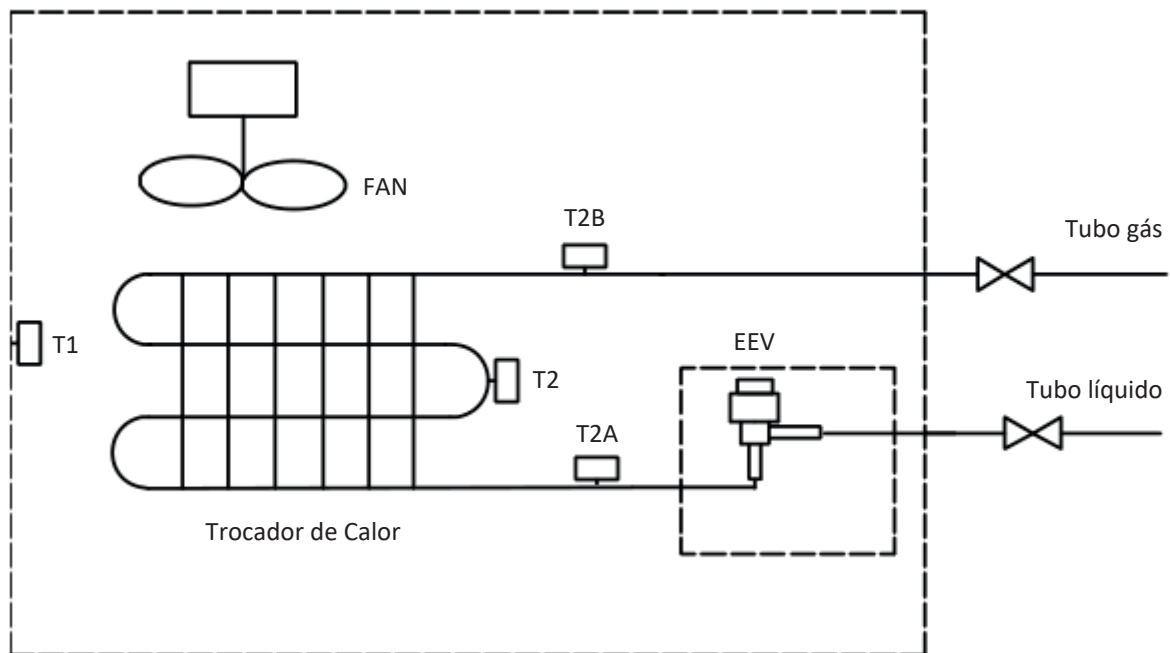 FAN
T2B
Tubo gás
T1
EEV
T2
Tubo líquido
T2A
Trocador de Calor